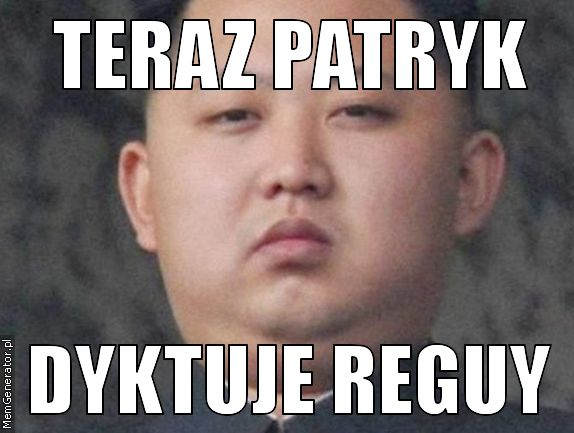 TERAZ PATRYK
DYKTUJE REGUY
MemGenerator.pl